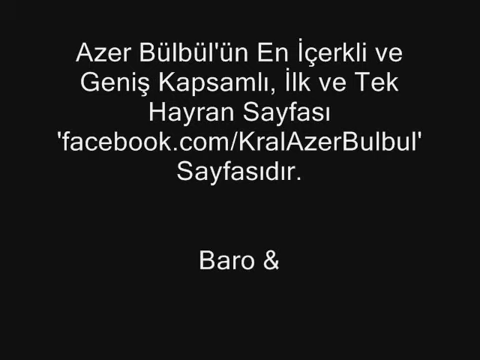 Azer Bülbül'ün En İçerkli ve
Geniş Kapsamlı, İlk ve Tek
Hayran Sayfası
'facebook.com/KralAzerBulbul'
Sayfasıdır.
Baro &